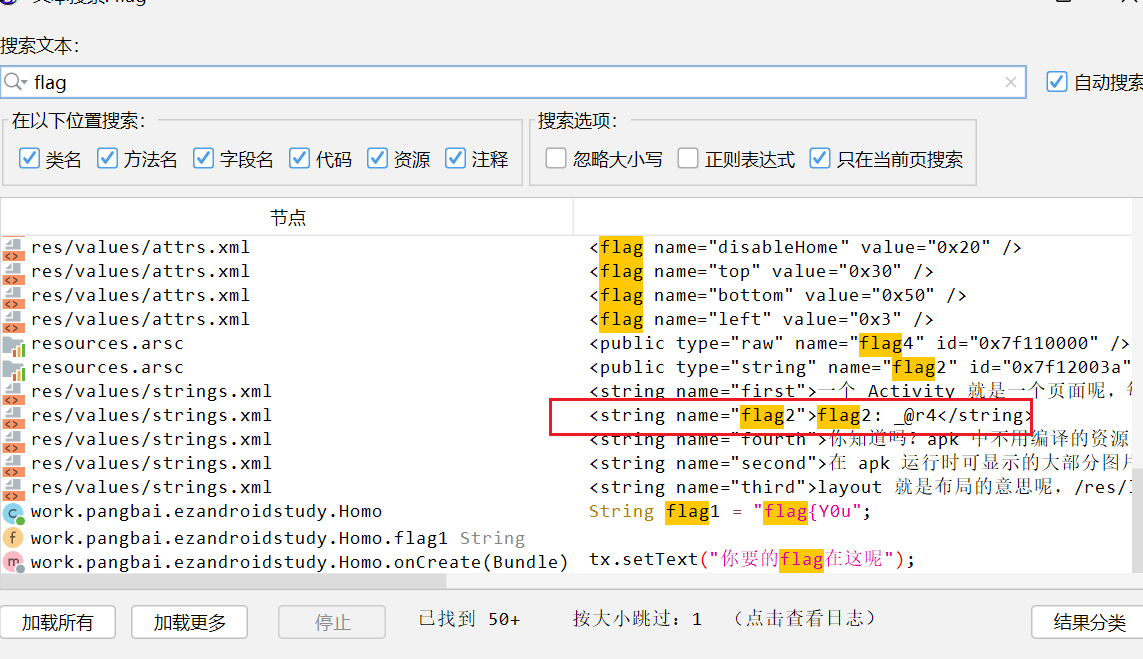 搜索文本:
flag
自动搜索
在以下位置搜索:
搜索选项:
类名 方法名 字段名 代码 资源 注释
忽略大小写 正则表达式 只在当前页搜索
节点
res/values/attrs.xml <flag name="disableHome" value="0x20" />
res/values/attrs.xml <flag name="top" value="0x30" />
res/values/attrs.xml <flag name="bottom" value="0x50" />
res/values/attrs.xml <flag name="left" value="0x3" />
resources.arsc <public type="raw" name="flag4" id="0x7f110000" />
resources.arsc <public type="string" name="flag2" id="0x7f12003a"
res/values/strings.xml <string name="first">一个 Activity 就是一个页面呢，
res/values/strings.xml <string name="flag2">flag2: _@r4</string>
res/values/strings.xml <string name="fourth">你知道吗？apk 中不用编译的资源
res/values/strings.xml <string name="second">在 apk 运行时可显示的大部分图片
res/values/strings.xml <string name="third">layout 就是布局的意思呢，/res/
work.pangbai.ezandroidstudy.Homo String flag1 = "flag{Y0u";
work.pangbai.ezandroidstudy.Homo.flag1 String
work.pangbai.ezandroidstudy.Homo.onCreate(Bundle) tx.setText("你要的flag在这呢");
加载所有 加载更多 停止 已找到 50+ 按大小跳过: 1 （点击查看日志） 结果分类